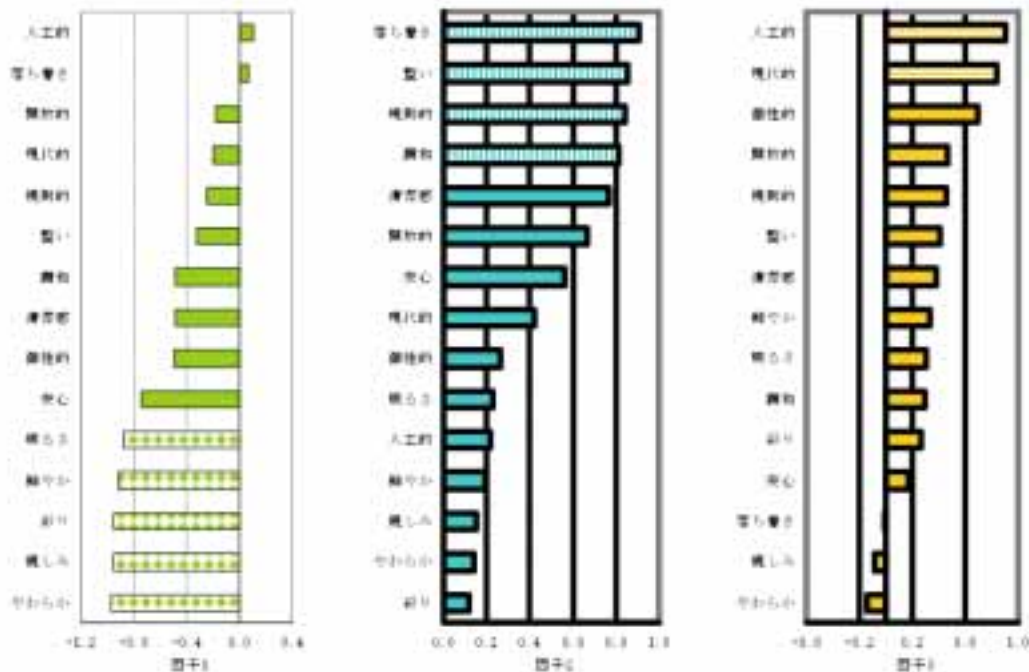 人工的
落ち着き
開放的
現代的
規則的
整い
調和
清潔感
個性的
安心
明るさ
鮮やか
彩り
親しみ
やわらか
-1.2 -0.8 -0.4 0.0 0.4
因子1
落ち着き
整い
規則的
調和
清潔感
開放的
安心
現代的
個性的
明るさ
人工的
鮮やか
親しみ
やわらか
彩り
0.0 0.2 0.4 0.6 0.8 1.0
因子2
人工的
現代的
個性的
開放的
規則的
整い
清潔感
鮮やか
明るさ
調和
彩り
安心
落ち着き
親しみ
やわらか
0.2 1.0
因子3